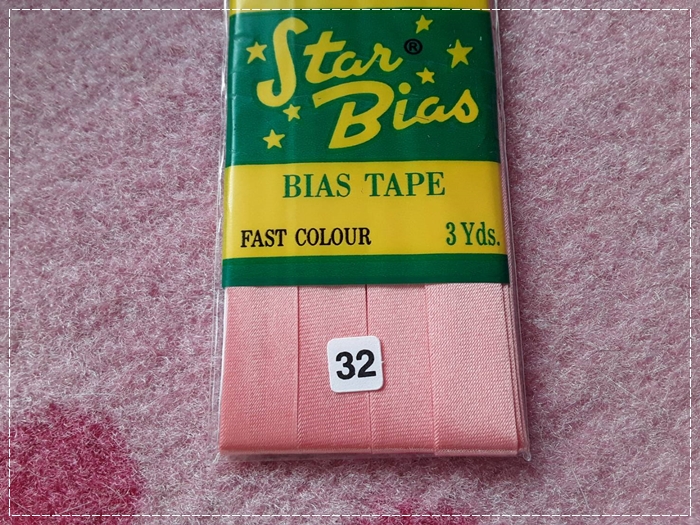 Star®
Bias
BIAS TAPE
FAST COLOUR 3 Yds.
32